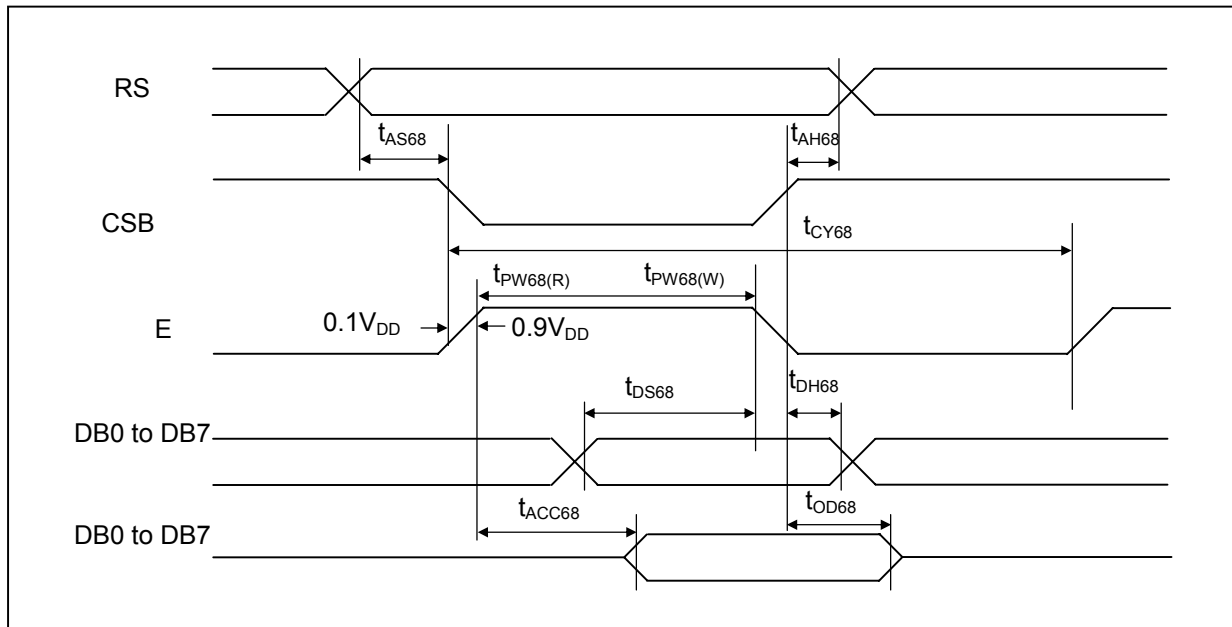 RS
tAS68
tAH68
CSB
tCY68
tPW68(R) tPW68(W)
E
0.1VDD
0.9VDD
tDS68
tDH68
DB0 to DB7
tACC68
tOD68
DB0 to DB7